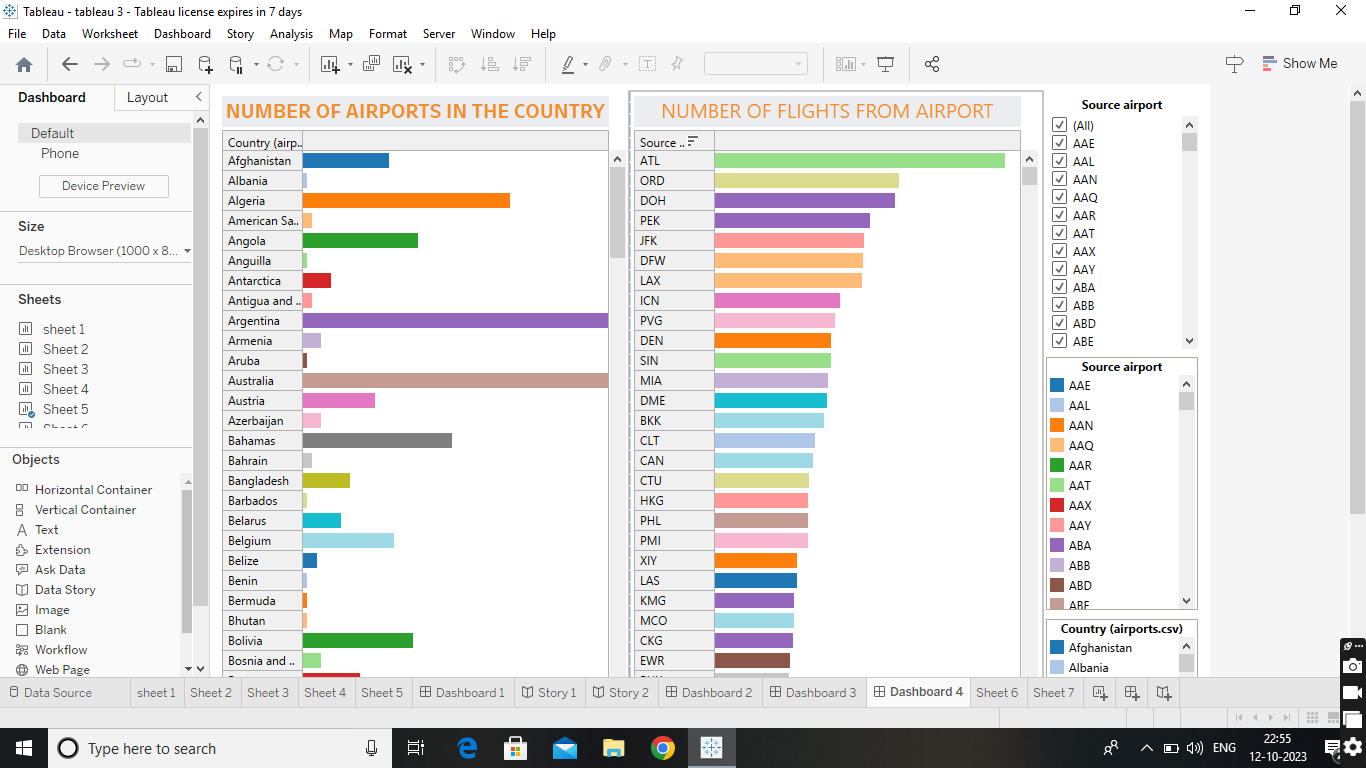 Tableau - tableau 3 - Tableau license expires in 7 days
File Data Worksheet Dashboard Story Analysis Map Format Server Window Help
Show Me
Dashboard
Layout
Default
Phone
Device Preview
Size
Desktop Browser (1000 x 8...
Sheets
sheet 1
Sheet 2
Sheet 3
Sheet 4
Sheet 5
Objects
Horizontal Container
Vertical Container
Text
Extension
Ask Data
Data Story
Image
Blank
Workflow
Web Page
NUMBER OF AIRPORTS IN THE COUNTRY
Country (airp..
Afghanistan
Albania
Algeria
American Sa..
Angola
Anguilla
Antarctica
Antigua and ..
Argentina
Armenia
Aruba
Australia
Austria
Azerbaijan
Bahamas
Bahrain
Bangladesh
Barbados
Belarus
Belgium
Belize
Benin
Bermuda
Bhutan
Bolivia
Bosnia and ..
NUMBER OF FLIGHTS FROM AIRPORT
Source ..
ATL
ORD
DOH
PEK
JFK
DFW
LAX
ICN
PVG
DEN
SIN
MIA
DME
BKK
CLT
CAN
CTU
HKG
PHL
PMI
XIY
LAS
KMG
MCO
CKG
EWR
Source airport
(All)
AAE
AAL
AAN
AAQ
AAR
AAT
AAX
AAY
ABA
ABB
ABD
ABE
Source airport
AAE
AAL
AAN
AAQ
AAR
AAT
AAX
AAY
ABA
ABB
ABD
ABE
Country (airports.csv)
Afghanistan
Albania
Data Source sheet 1 Sheet 2 Sheet 3 Sheet 4 Sheet 5 Dashboard 1 Story 1 Story 2 Dashboard 2 Dashboard 3 Dashboard 4 Sheet 6 Sheet 7
Type here to search
ENG
22:55
12-10-2023